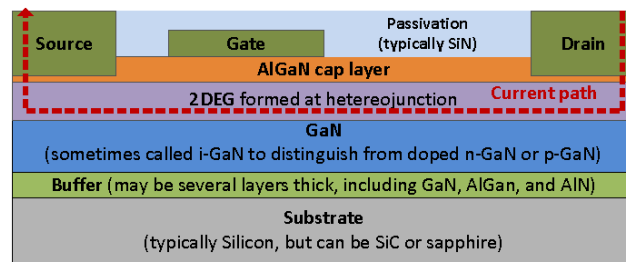 Source
Gate
Passivation
(typically SiN)
Drain
AlGaN cap layer
Current path
2DEG formed at hetereojunction
GaN
(sometimes called i-GaN to distinguish from doped n-GaN or p-GaN)
Buffer (may be several layers thick, including GaN, AlGan, and AlN)
Substrate
(typically Silicon, but can be SiC or sapphire)